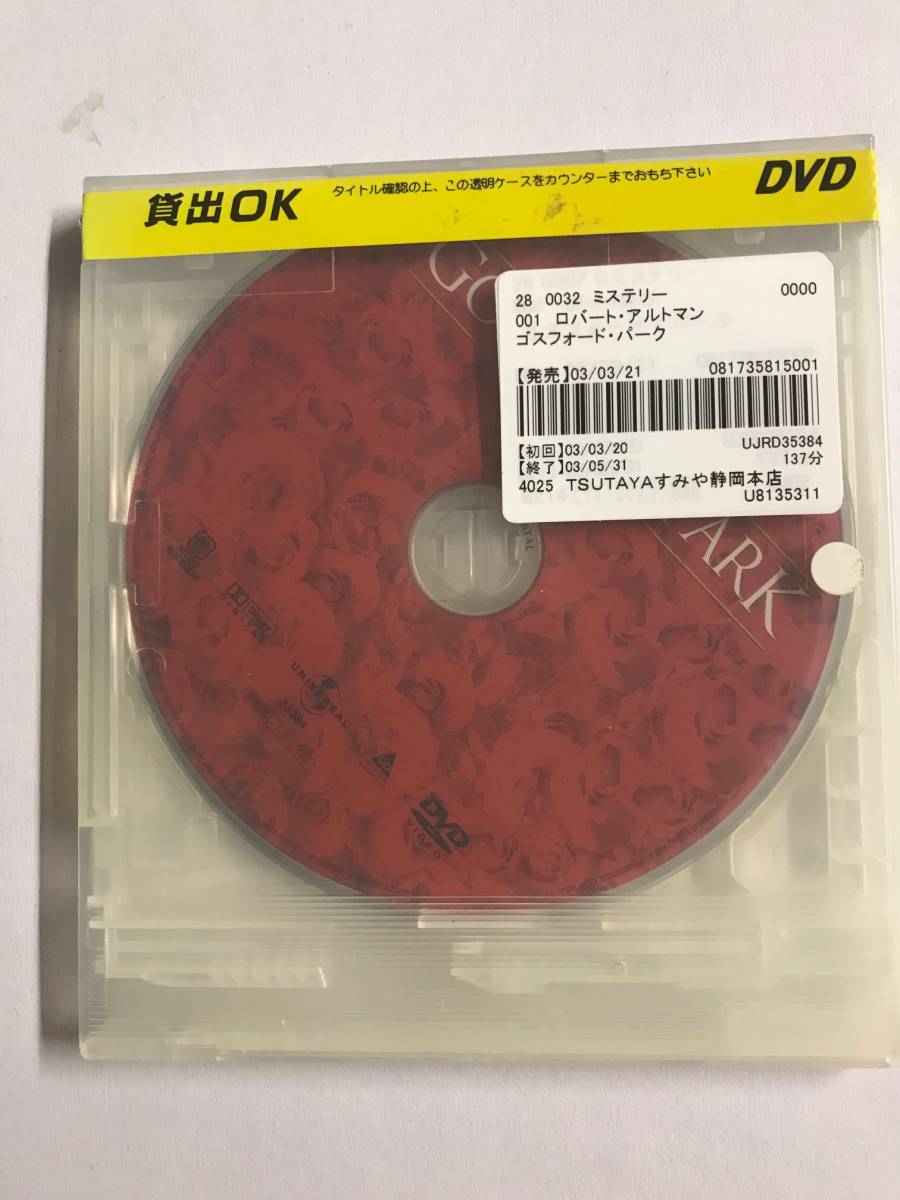 貸出OK タイトル確認の上、この透明ケースをカウンターまでおもち下さい DVD
28 0032 ミステリー 0000
001 ロバート・アルトマン
ゴスフォード・パーク
【発売】03/03/21 081735815001
【初回】03/03/20 UJRD35384
【終了】03/05/31 137分
4025 TSUTAYAすみや静岡本店
U8135311
GO
ARK
DIGITAL
UNIVERSAL
35384
DVD
VIDEO